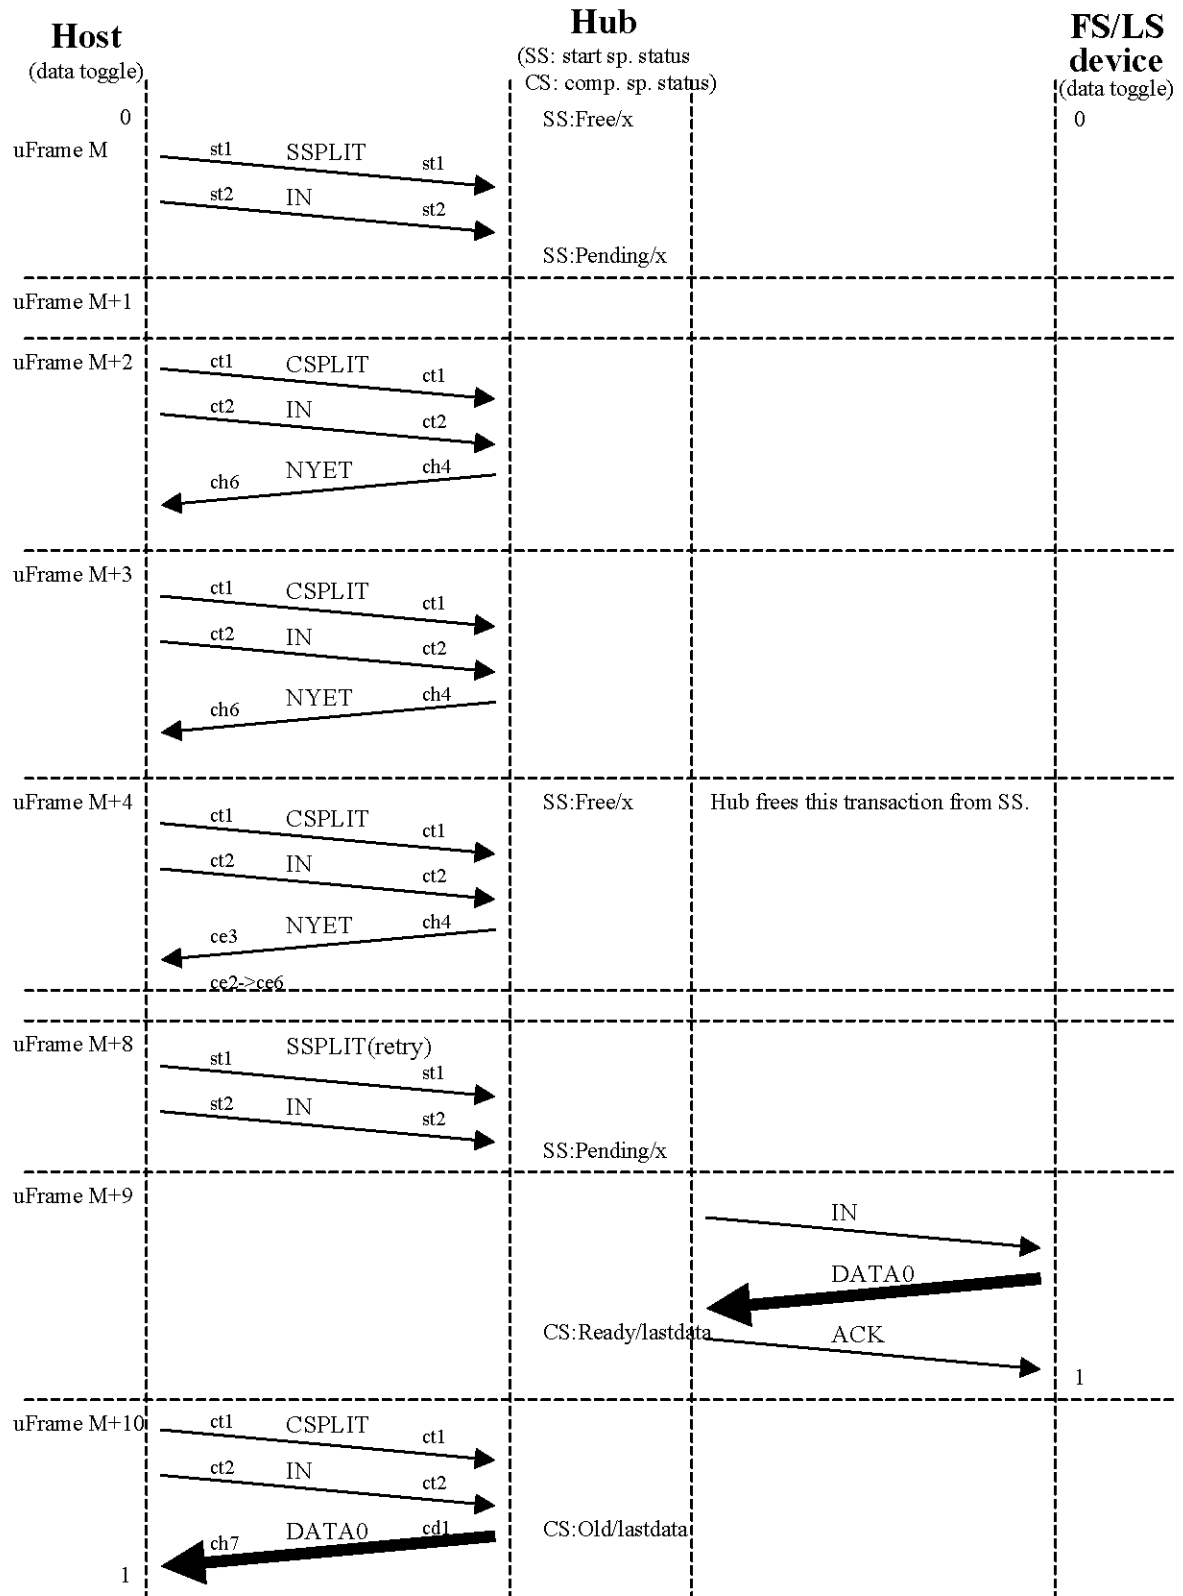 Host
(data toggle)
Hub
(SS: start sp. status
CS: comp. sp. status)
FS/LS
device
(data toggle)
0
SS:Free/x
0
uFrame M
st1 SSPLIT st1
st2 IN st2
SS:Pending/x
uFrame M+1
uFrame M+2
ct1 CSPLIT ct1
ct2 IN ct2
ch6 NYET ch4
uFrame M+3
ct1 CSPLIT ct1
ct2 IN ct2
ch6 NYET ch4
uFrame M+4
SS:Free/x
Hub frees this transaction from SS.
ct1 CSPLIT ct1
ct2 IN ct2
ce3 NYET ch4
ce2->ce6
uFrame M+8
st1 SSPLIT(retry) st1
st2 IN st2
SS:Pending/x
uFrame M+9
IN
DATA0
CS:Ready/lastdata
ACK
1
uFrame M+10
ct1 CSPLIT ct1
ct2 IN ct2
ch7 DATA0 cd1
CS:Old/lastdata
1